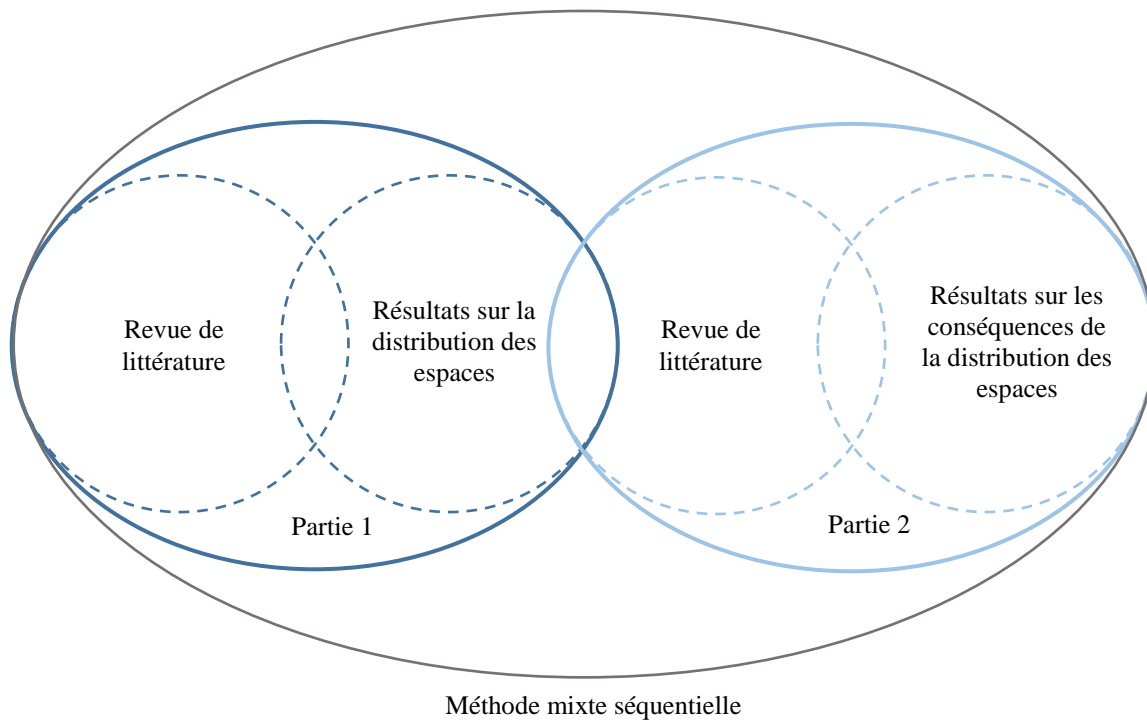 Revue de
littérature
Résultats sur la
distribution des
espaces
Revue de
littérature
Résultats sur les
conséquences de
la distribution des
espaces
Partie 1
Partie 2
Méthode mixte séquentielle